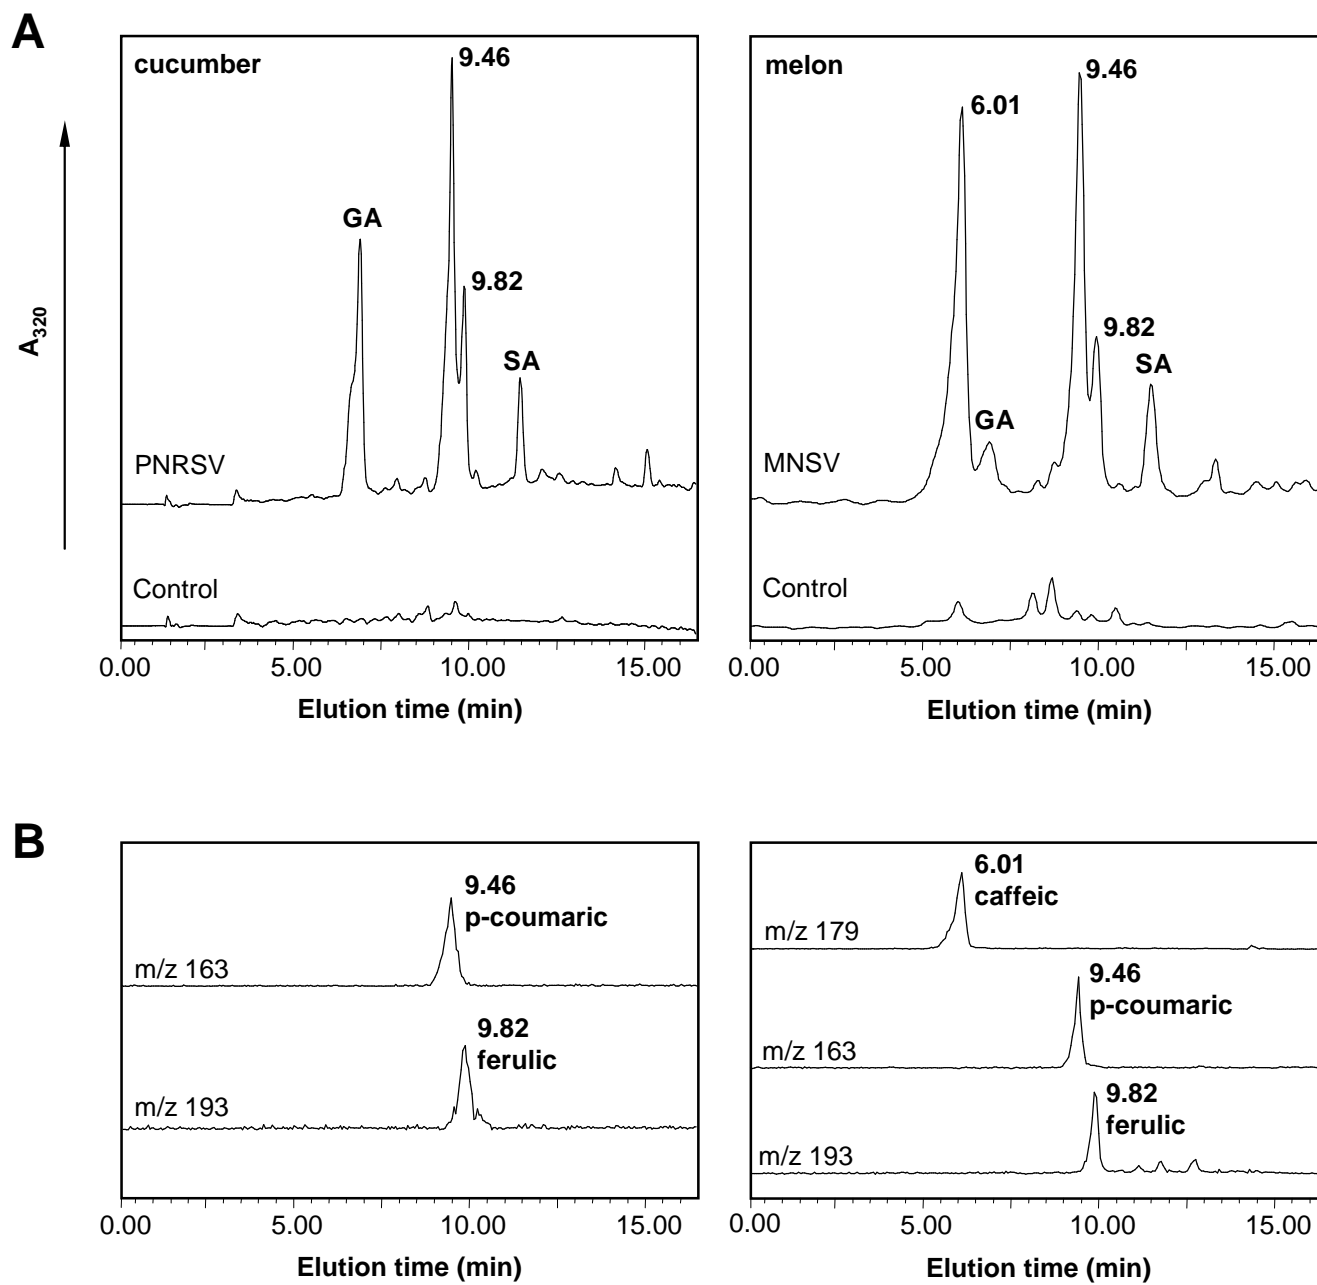 A
cucumber
9.46
GA
9.82
SA
PNRSV
Control
A320
0.00 5.00 10.00 15.00
Elution time (min)
melon
9.46
6.01
9.82
SA
GA
MNSV
Control
0.00 5.00 10.00 15.00
Elution time (min)
B
9.46
p-coumaric
m/z 163
9.82
ferulic
m/z 193
0.00 5.00 10.00 15.00
Elution time (min)
6.01
caffeic
m/z 179
9.46
p-coumaric
m/z 163
9.82
ferulic
m/z 193
0.00 5.00 10.00 15.00
Elution time (min)